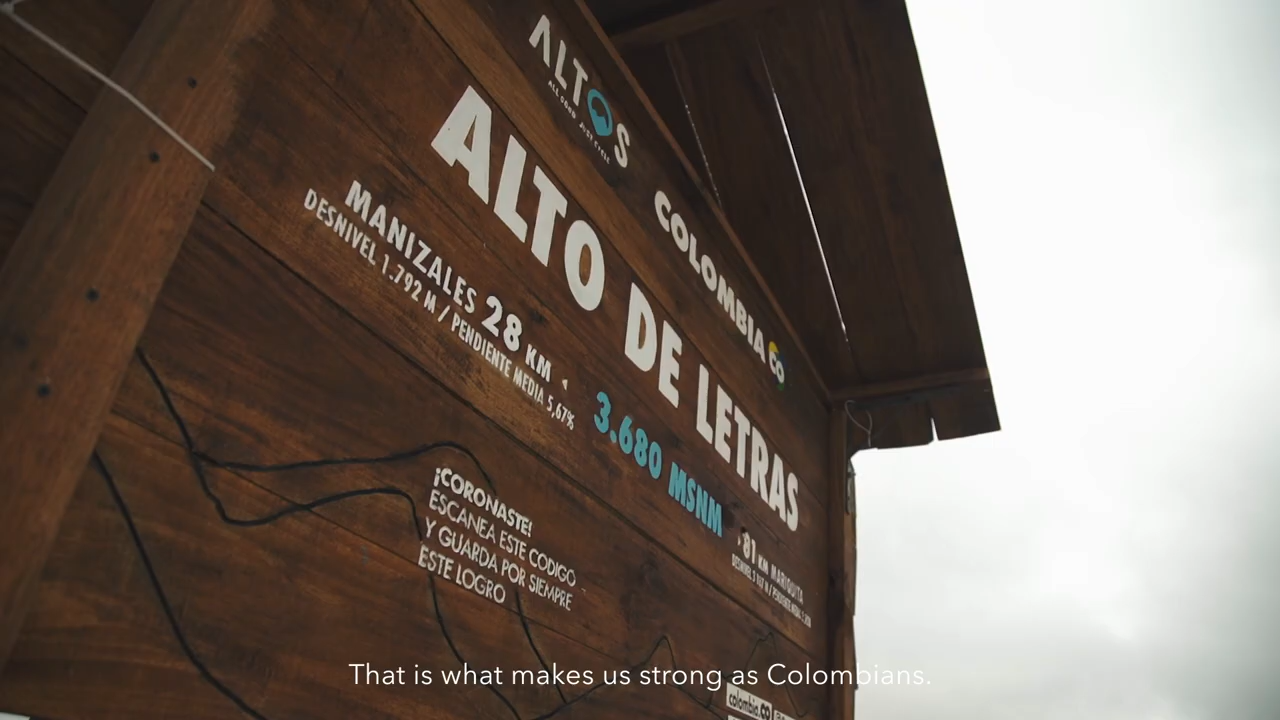 ALTOS
COLOMBIA CO
ALTO DE LETRAS
MANIZALES 28 KM
DESNIVEL 1.792 M / PENDIENTE MEDIA 5,67%
3.680 MSNM
81 KM MARIQUITA
¡CORONASTE!
ESCANEA ESTE CODIGO
Y GUARDA POR SIEMPRE
ESTE LOGRO
That is what makes us strong as Colombians.
colombia.co